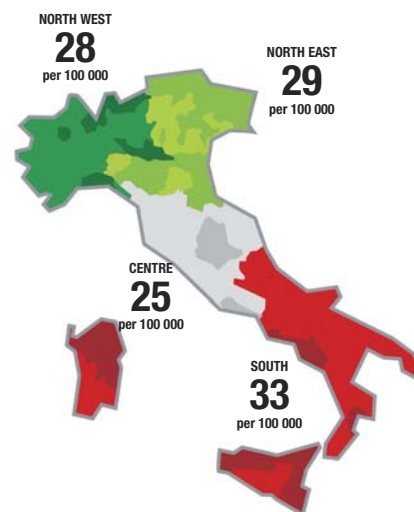 NORTH WEST
28
per 100 000
NORTH EAST
29
per 100 000
CENTRE
25
per 100 000
SOUTH
33
per 100 000